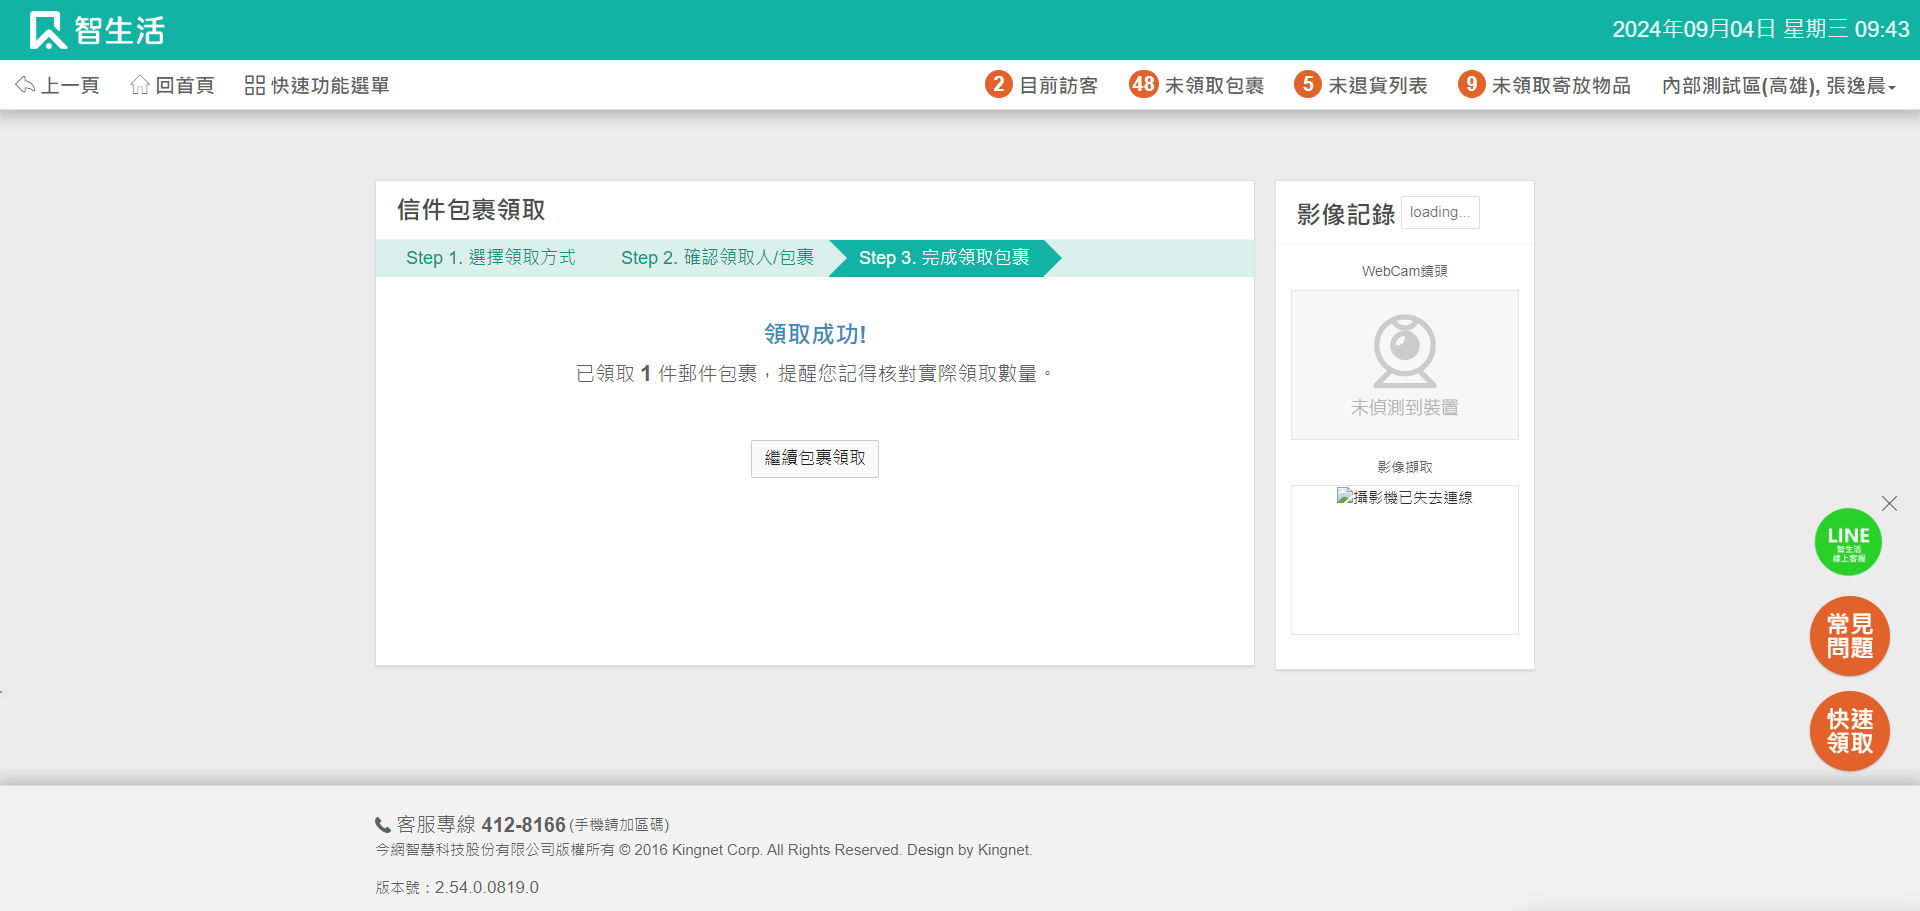 智生活
2024年09月04日 星期三 09:43
上一頁 回首頁 快速功能選單
2 目前訪客 48 未領取包裹 5 未退貨列表 9 未領取寄放物品 內部測試區(高雄), 張逸晨
信件包裹領取
Step 1. 選擇領取方式 Step 2. 確認領取人/包裹 Step 3. 完成領取包裹
領取成功!
已領取 1 件郵件包裹，提醒您記得核對實際領取數量。
繼續包裹領取
影像記錄 loading...
WebCam鏡頭
未偵測到裝置
影像擷取
攝影機已失去連線
LINE
智生活
線上客服
常見
問題
快速
領取
客服專線 412-8166 (手機請加區碼)
今網智慧科技股份有限公司版權所有 © 2016 Kingnet Corp. All Rights Reserved. Design by Kingnet.
版本號：2.54.0.0819.0